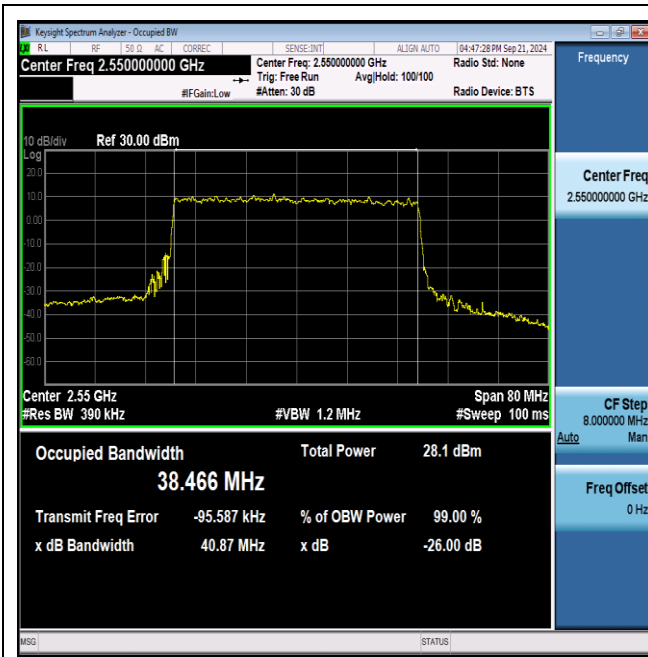 Keysight Spectrum Analyzer - Occupied BW
RL RF 50 Ω AC CORREC SENSE:INT ALIGN AUTO 04:47:28 PM Sep 21, 2024
Center Freq 2.550000000 GHz
Center Freq: 2.550000000 GHz
Radio Std: None
Trig: Free Run
Avg|Hold: 100/100
#IFGain:Low
#Atten: 30 dB
Radio Device: BTS
10 dB/div
Ref 30.00 dBm
Log
20.0
10.0
0.00
-10.0
-20.0
-30.0
-40.0
-50.0
-60.0
Center 2.55 GHz
Span 80 MHz
#Res BW 390 kHz
#VBW 1.2 MHz
#Sweep 100 ms
Occupied Bandwidth
Total Power 28.1 dBm
38.466 MHz
Transmit Freq Error -95.587 kHz
% of OBW Power 99.00 %
x dB Bandwidth 40.87 MHz
x dB -26.00 dB
Frequency
Center Freq
2.550000000 GHz
CF Step
8.000000 MHz
Auto Man
Freq Offset
0 Hz
MSG
STATUS